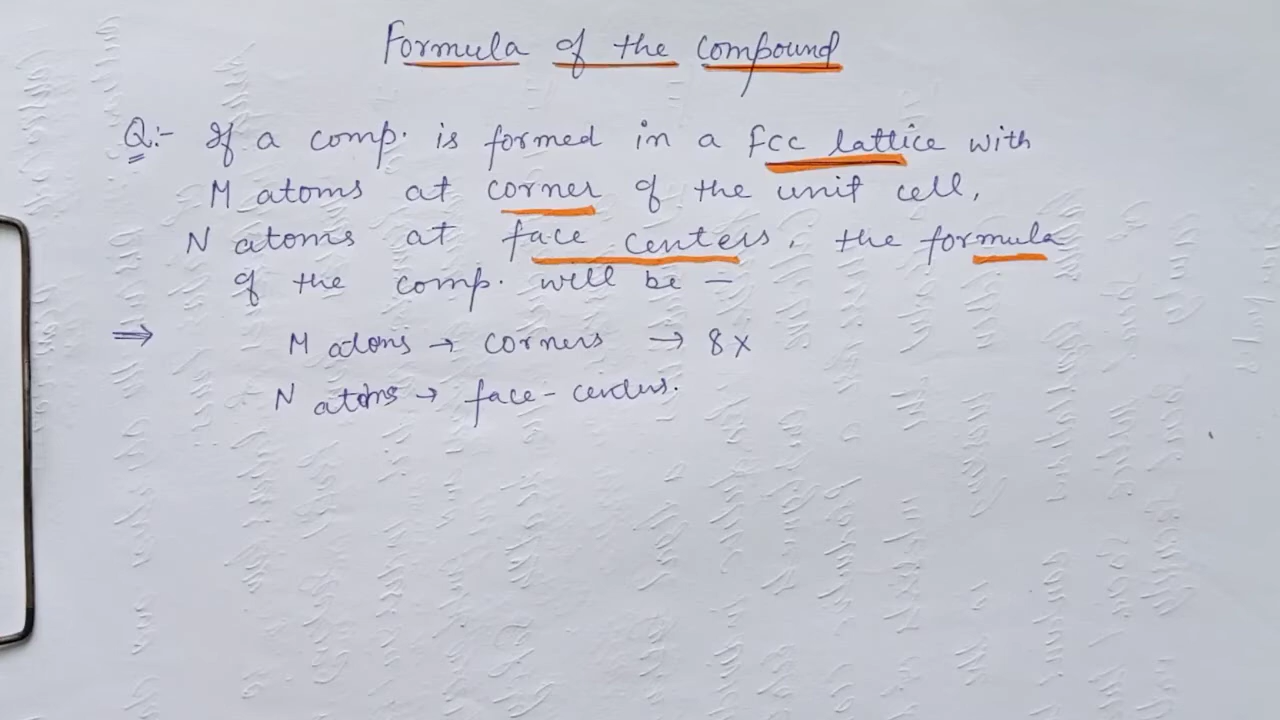 Formula of the compound
Q:- If a comp. is formed in a fcc lattice with
M atoms at corner of the unit cell,
N atoms at face centers, the formula
of the comp. will be –
⇒ M atoms → corners → 8 x
N atoms → face-centers.